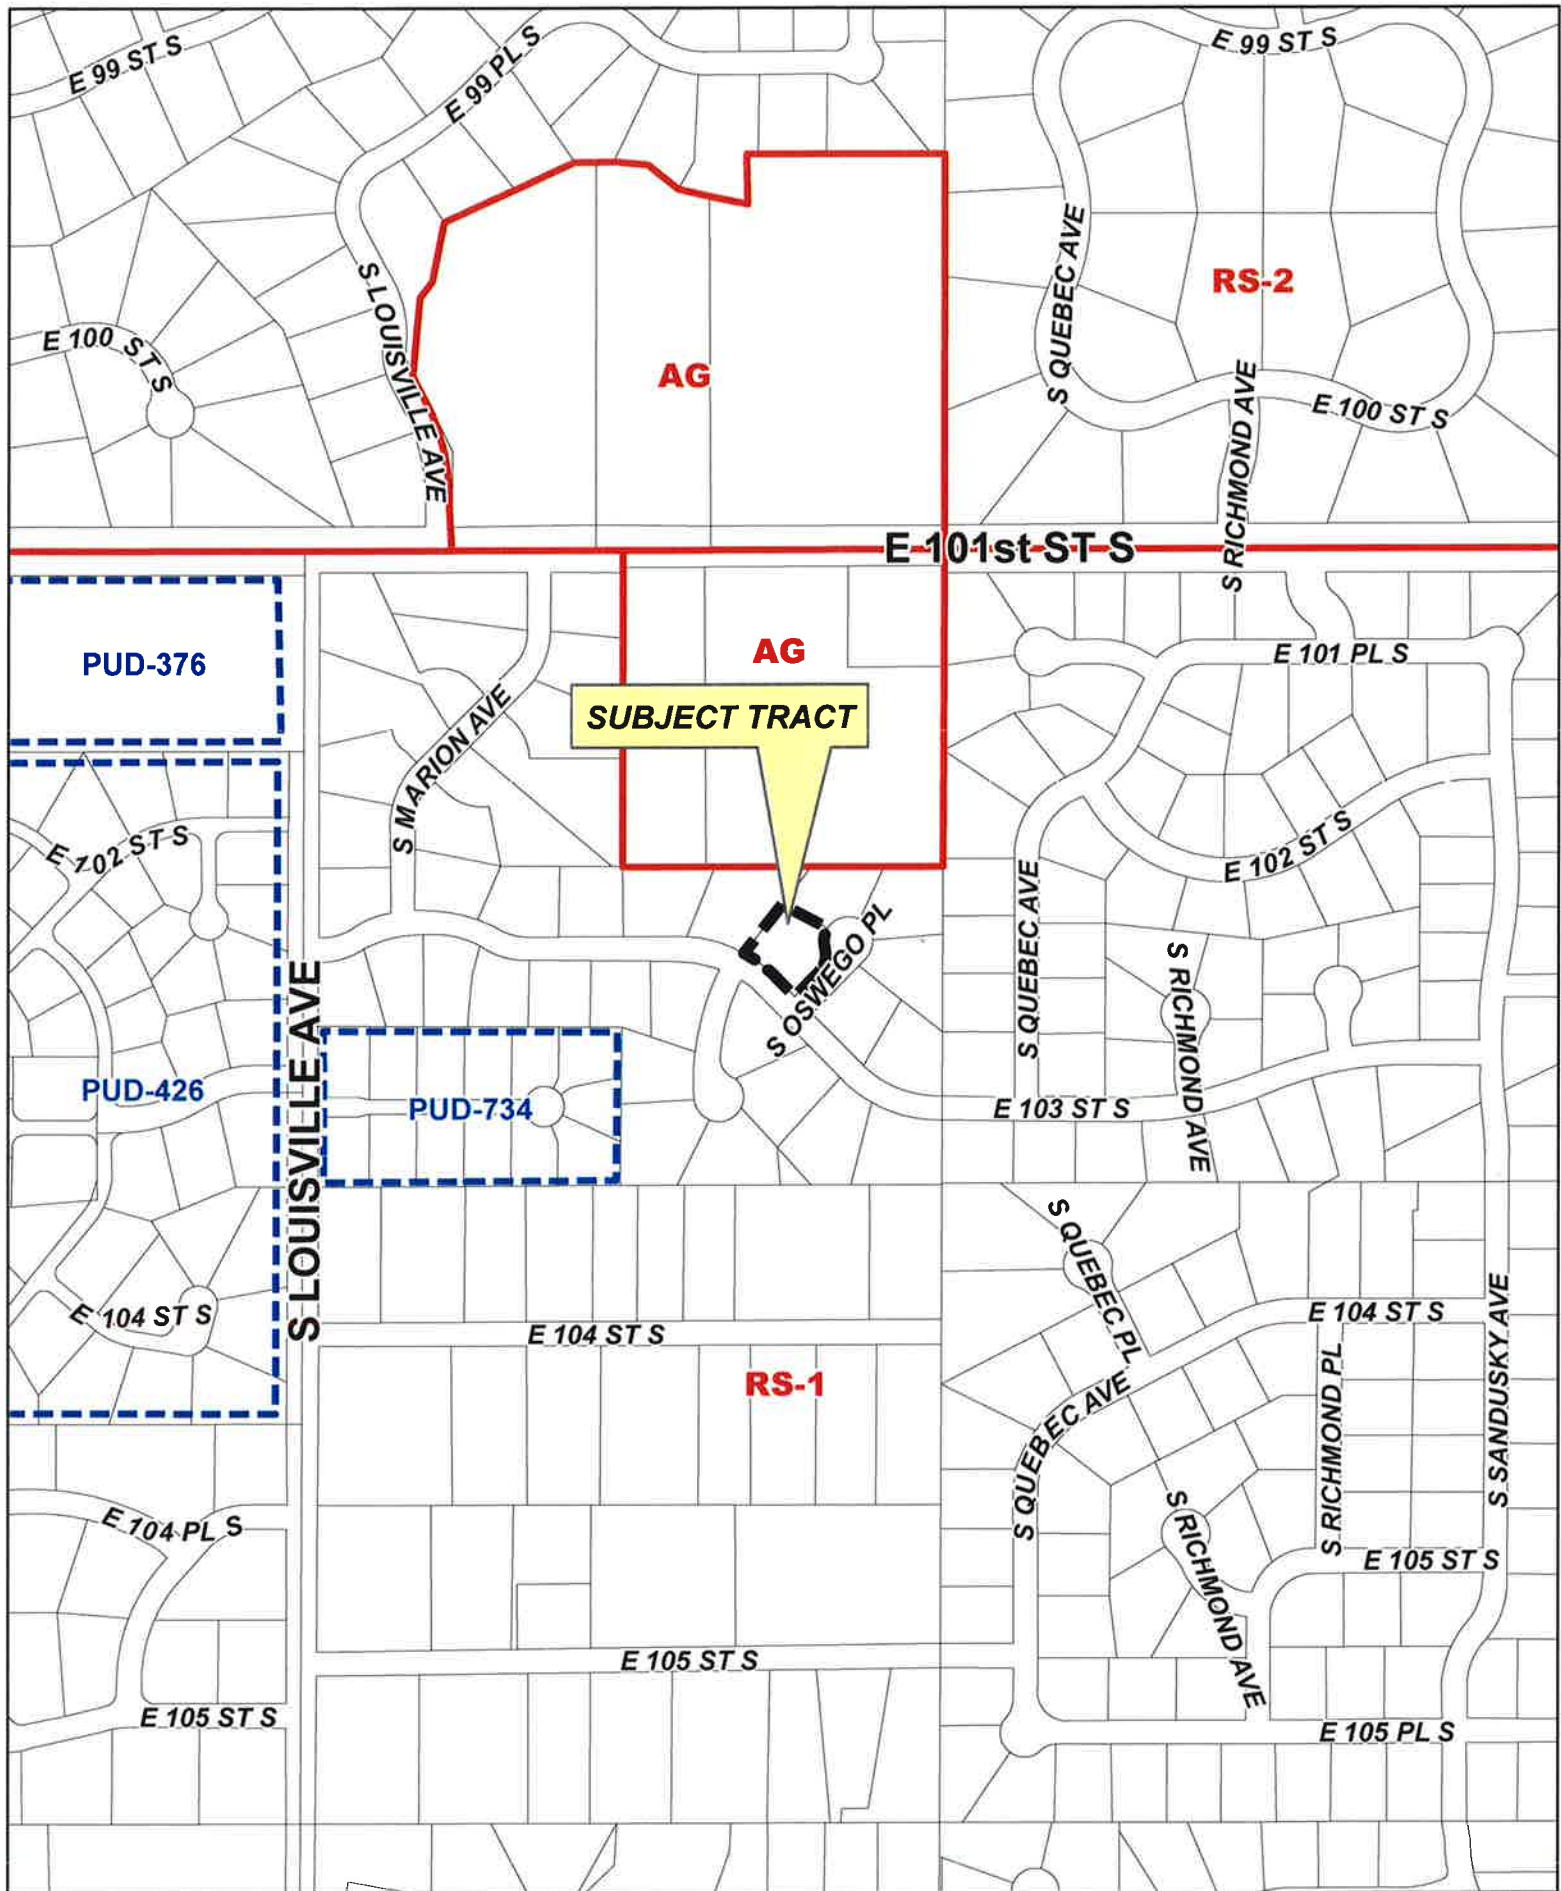 E 99 ST S
E 99 PL S
E 99 ST S
S LOUISVILLE AVE
S QUEBEC AVE
RS-2
E 100 ST S
AG
S RICHMOND AVE
E 100 ST S
E 101st ST S
PUD-376
AG
E 101 PL S
SUBJECT TRACT
S MARION AVE
E 102 ST S
E 102 ST S
S QUEBEC AVE
S OSWEGO PL
S RICHMOND AVE
S LOUISVILLE AVE
PUD-426
PUD-734
E 103 ST S
S QUEBEC PL
E 104 ST S
E 104 ST S
E 104 ST S
S SANDUSKY AVE
RS-1
S QUEBEC AVE
S RICHMOND PL
E 104 PL S
S RICHMOND AVE
E 105 ST S
E 105 ST S
E 105 ST S
E 105 PL S